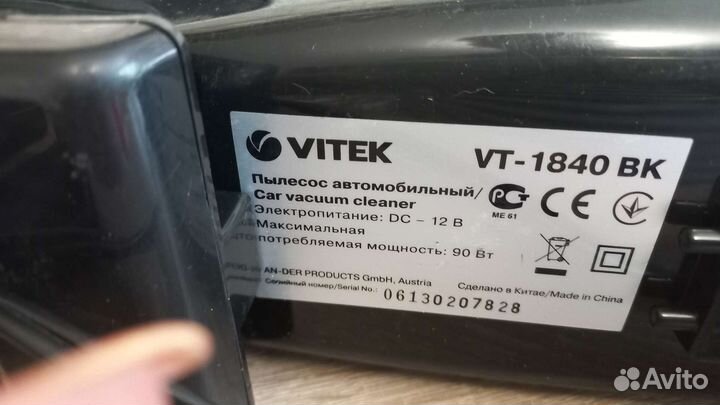 VITEK VT-1840 BK
Пылесос автомобильный/
Car vacuum cleaner
Электропитание: DC – 12 В
Максимальная
потребляемая мощность: 90 Вт
ME 61
AN-DER PRODUCTS GmbH, Austria
Серийный номер/Serial No.: 06130207828
Сделано в Китае/Made in China
Avito